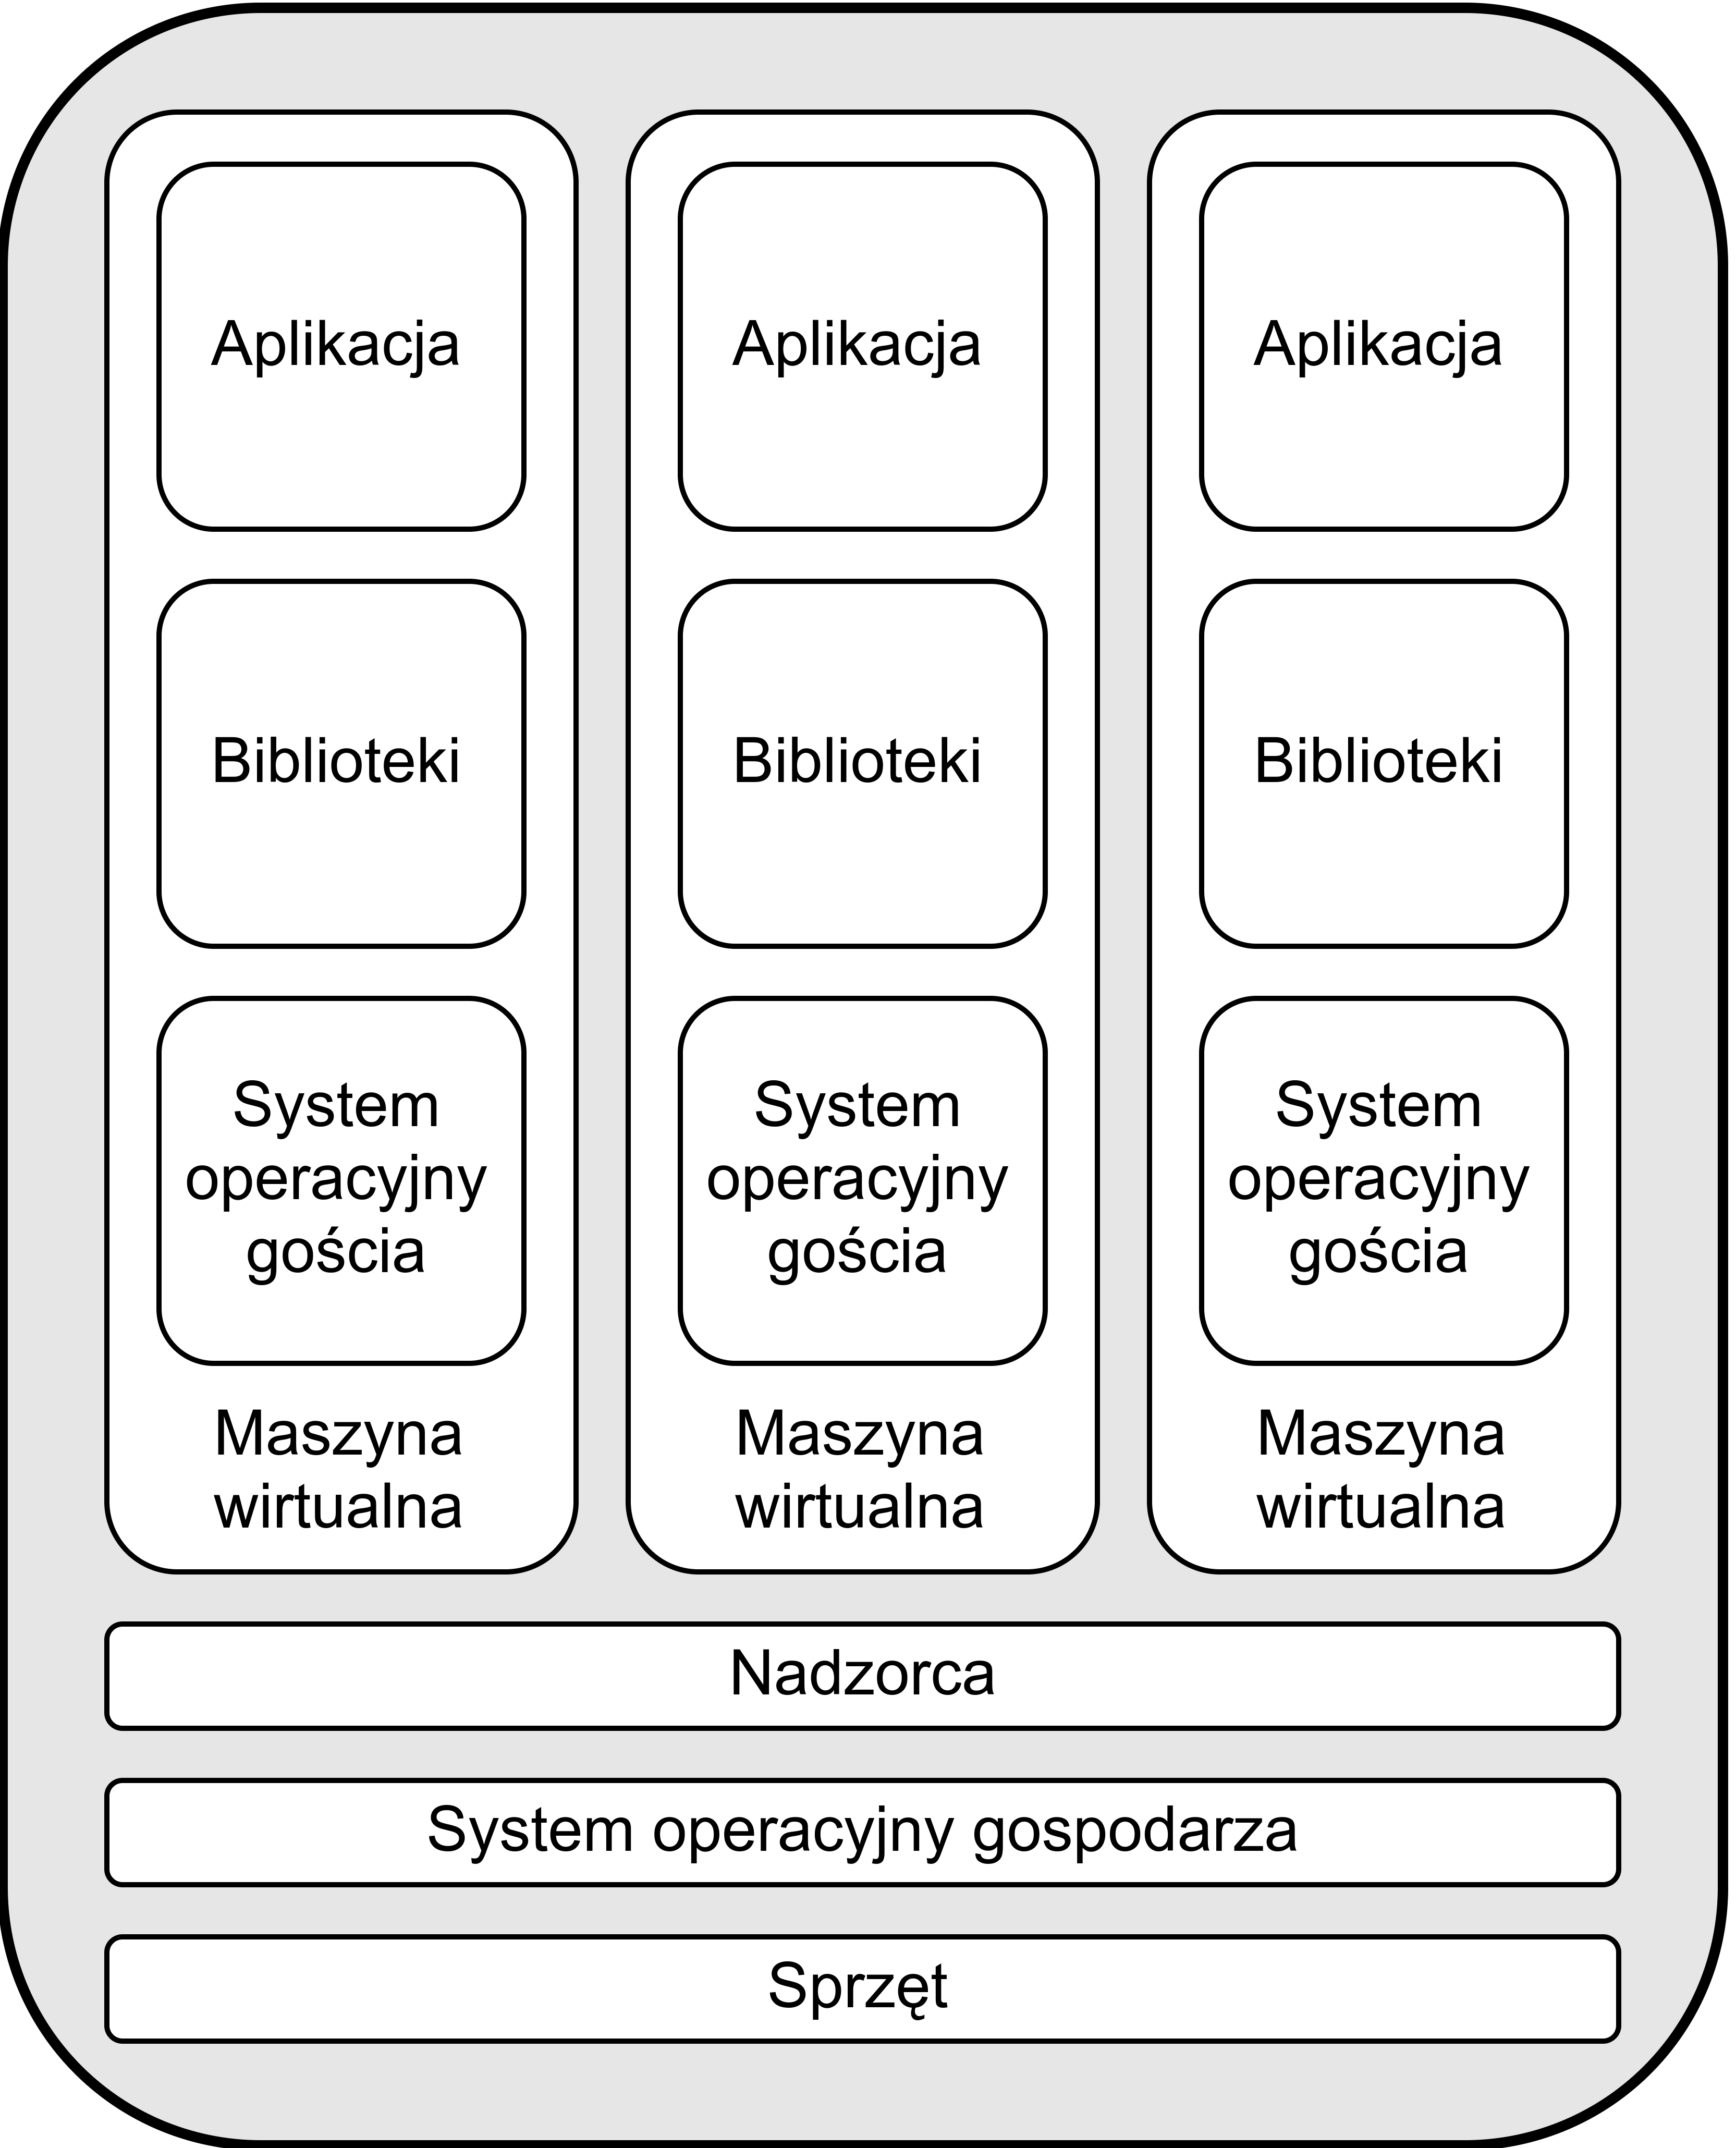 Aplikacja
Aplikacja
Aplikacja
Biblioteki
Biblioteki
Biblioteki
System
operacyjny
gościa
System
operacyjny
gościa
System
operacyjny
gościa
Maszyna
wirtualna
Maszyna
wirtualna
Maszyna
wirtualna
Nadzorca
System operacyjny gospodarza
Sprzęt